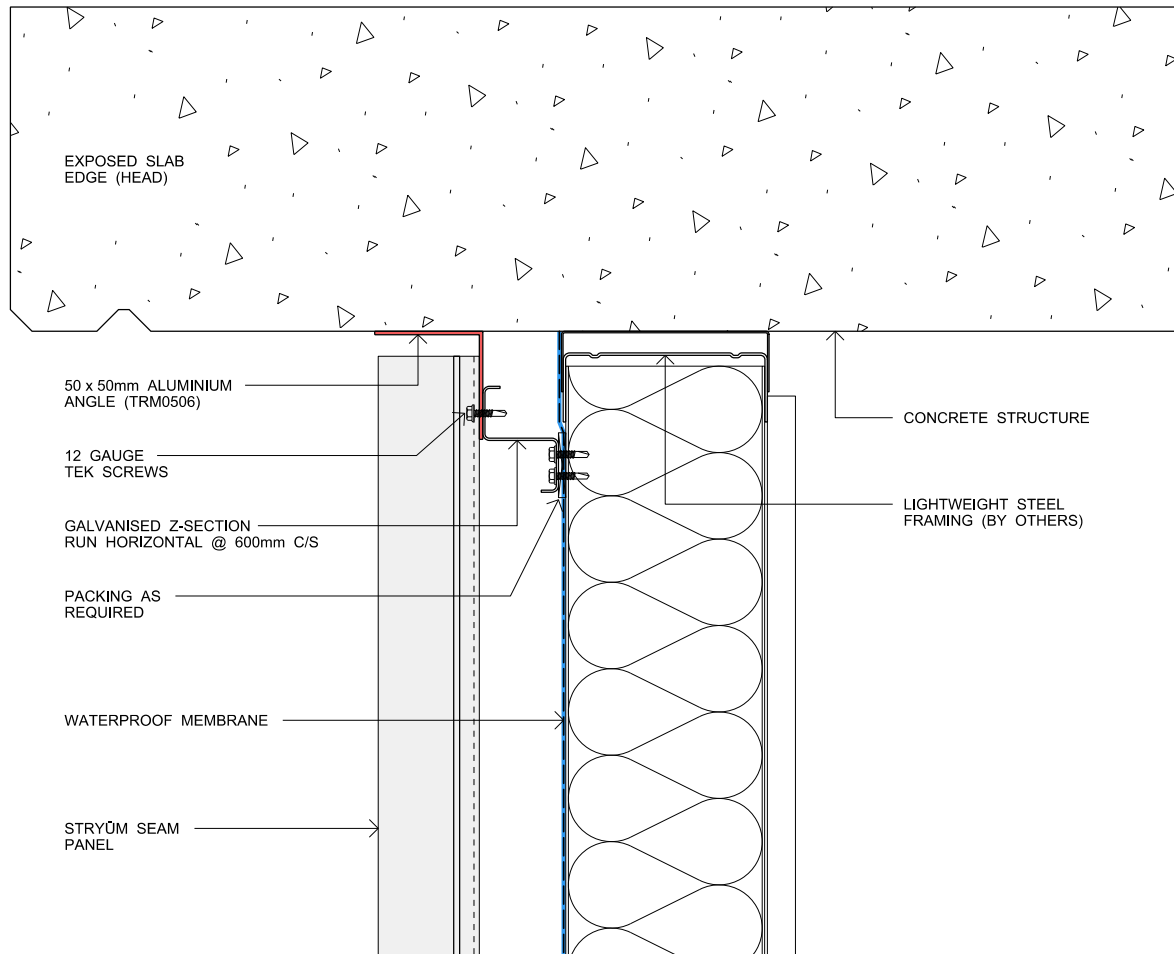 EXPOSED SLAB
EDGE (HEAD)
50 x 50mm ALUMINIUM
ANGLE (TRM0506)
12 GAUGE
TEK SCREWS
GALVANISED Z-SECTION
RUN HORIZONTAL @ 600mm C/S
PACKING AS
REQUIRED
WATERPROOF MEMBRANE
STRYŪM SEAM
PANEL
CONCRETE STRUCTURE
LIGHTWEIGHT STEEL
FRAMING (BY OTHERS)